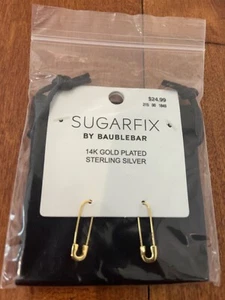 $24.99
SUGARFIX
BY BAUBLEBAR
14K GOLD PLATED
STERLING SILVER